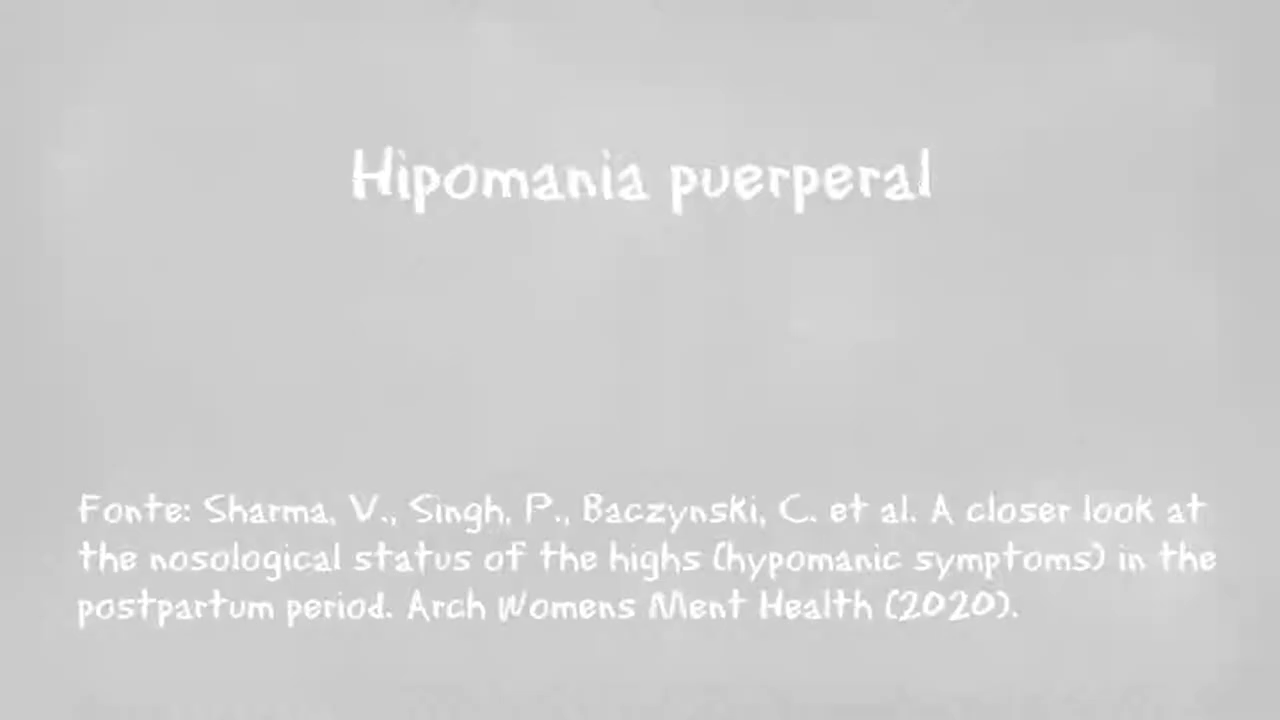 Hipomania puerperal
Fonte: Sharma, V., Singh, P., Baczynski, C. et al. A closer look at
the nosological status of the highs (hypomanic symptoms) in the
postpartum period. Arch Womens Ment Health (2020).